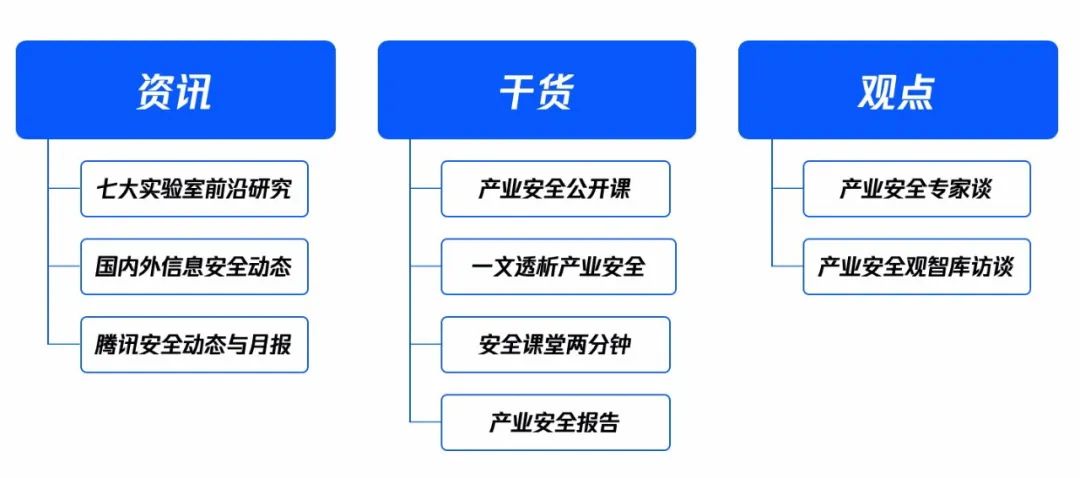 资讯
七大实验室前沿研究
国内外信息安全动态
腾讯安全动态与月报
干货
产业安全公开课
一文透析产业安全
安全课堂两分钟
产业安全报告
观点
产业安全专家谈
产业安全观智库访谈